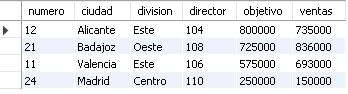 numero ciudad division director objetivo ventas
12 Alicante Este 104 800000 735000
21 Badajoz Oeste 108 725000 836000
11 Valencia Este 106 575000 693000
24 Madrid Centro 110 250000 150000